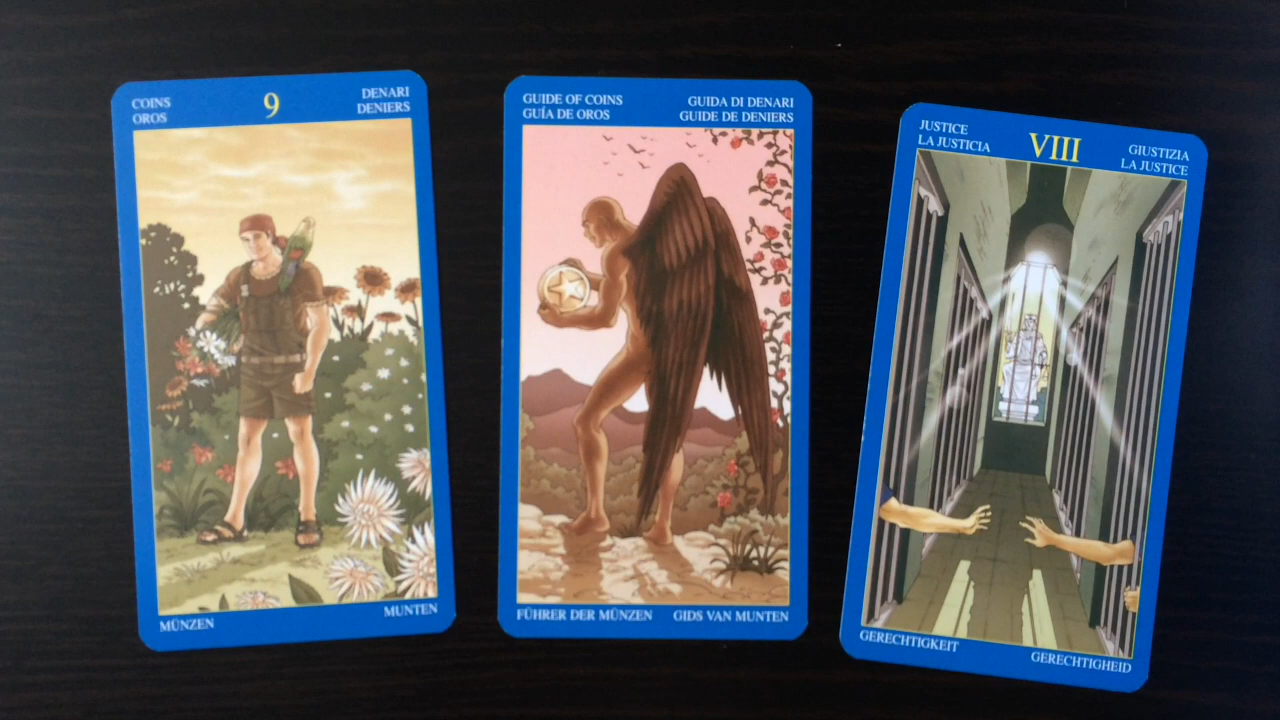 COINS
OROS
9
DENARI
DENIERS
MÜNZEN
MUNTEN
GUIDE OF COINS
GUÍA DE OROS
GUIDA DI DENARI
GUIDE DE DENIERS
FÜHRER DER MÜNZEN
GIDS VAN MUNTEN
JUSTICE
LA JUSTICIA
VIII
GIUSTIZIA
LA JUSTICE
GERECHTIGKEIT
GERECHTIGHEID